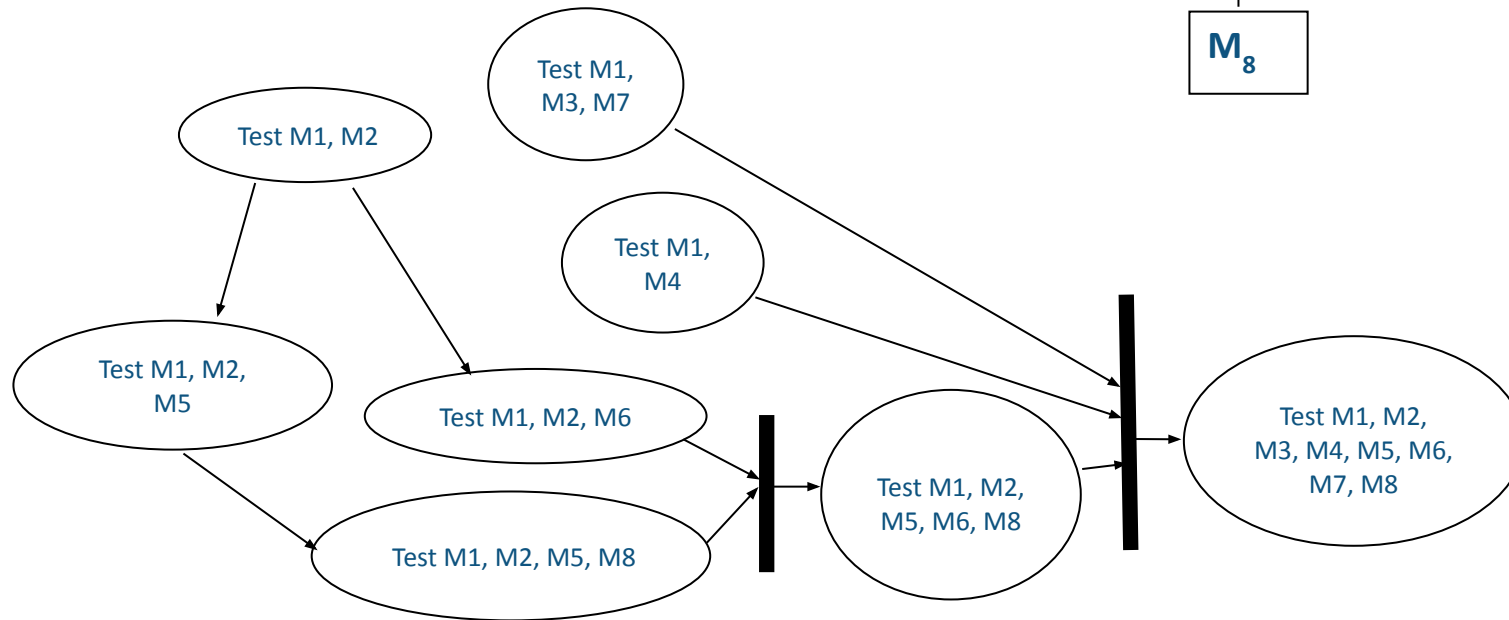 M8
Test M1,
M3, M7
Test M1, M2
Test M1,
M4
Test M1, M2,
M5
Test M1, M2, M6
Test M1, M2, M5, M8
Test M1, M2,
M5, M6, M8
Test M1, M2,
M3, M4, M5, M6,
M7, M8